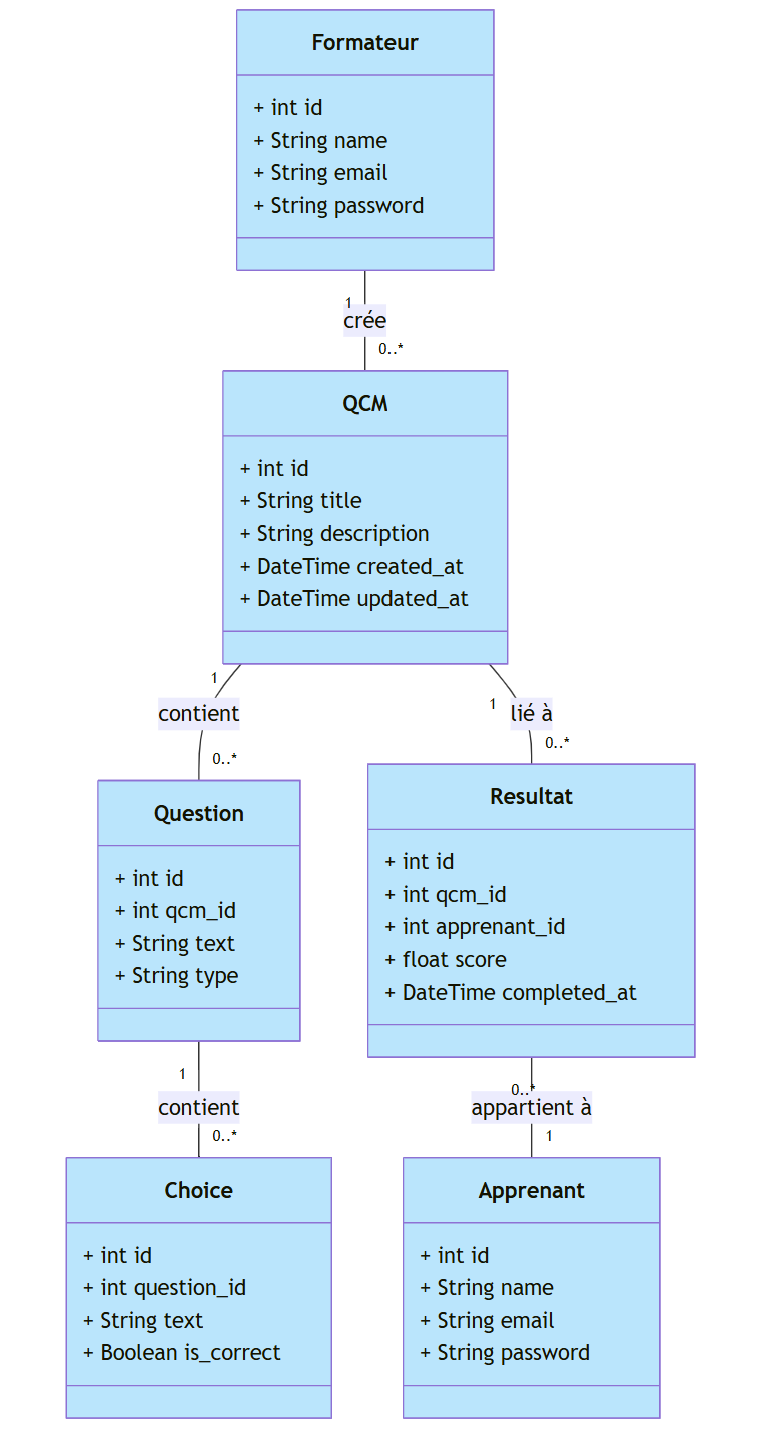 Formateur
+ int id
+ String name
+ String email
+ String password
1
crée
0..*
QCM
+ int id
+ String title
+ String description
+ DateTime created_at
+ DateTime updated_at
1
contient
0..*
1
lié à
0..*
Question
+ int id
+ int qcm_id
+ String text
+ String type
Resultat
+ int id
+ int qcm_id
+ int apprenant_id
+ float score
+ DateTime completed_at
1
contient
0..*
0..*
appartient à
1
Choice
+ int id
+ int question_id
+ String text
+ Boolean is_correct
Apprenant
+ int id
+ String name
+ String email
+ String password